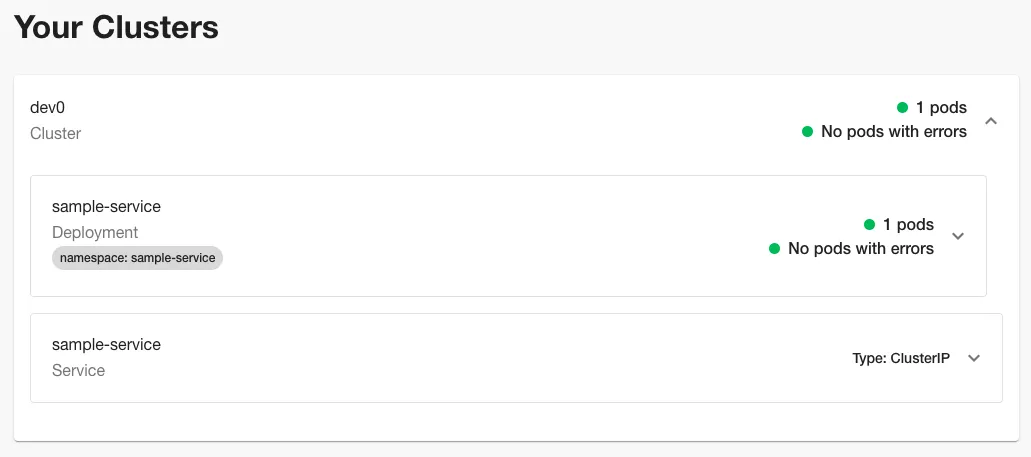 Your Clusters
dev0
Cluster
1 pods
No pods with errors
sample-service
Deployment
namespace: sample-service
1 pods
No pods with errors
sample-service
Service
Type: ClusterIP